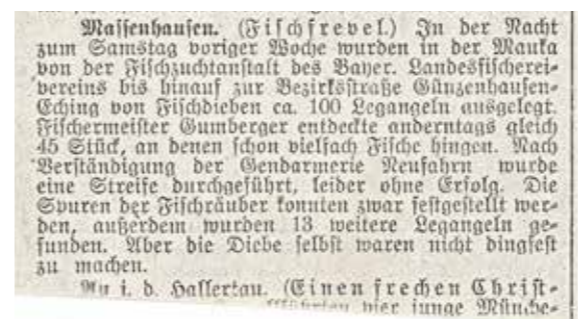 Massenhausen. (Fischfrevel.) In der Nacht
zum Samstag voriger Woche wurden in der Mauka
von der Fischzuchtanstalt des Bayer. Landesfischerei-
vereins bis hinauf zur Bezirksstraße Günzenhausen-
Eching von Fischdieben ca. 100 Legangeln ausgelegt.
Fischermeister Gumberger entdeckte anderntags gleich
45 Stück, an denen schon vielfach Fische hingen. Nach
Verständigung der Gendarmerie Neufahrn wurde
eine Streife durchgeführt, leider ohne Erfolg. Die
Spuren der Fischräuber konnten zwar festgestellt wer-
den, außerdem wurden 13 weitere Legangeln ge-
funden. Aber die Diebe selbst waren nicht dingfest
zu machen.
Au i. d. Hallertau. (Einen frechen Christ-
hier junge Münche-